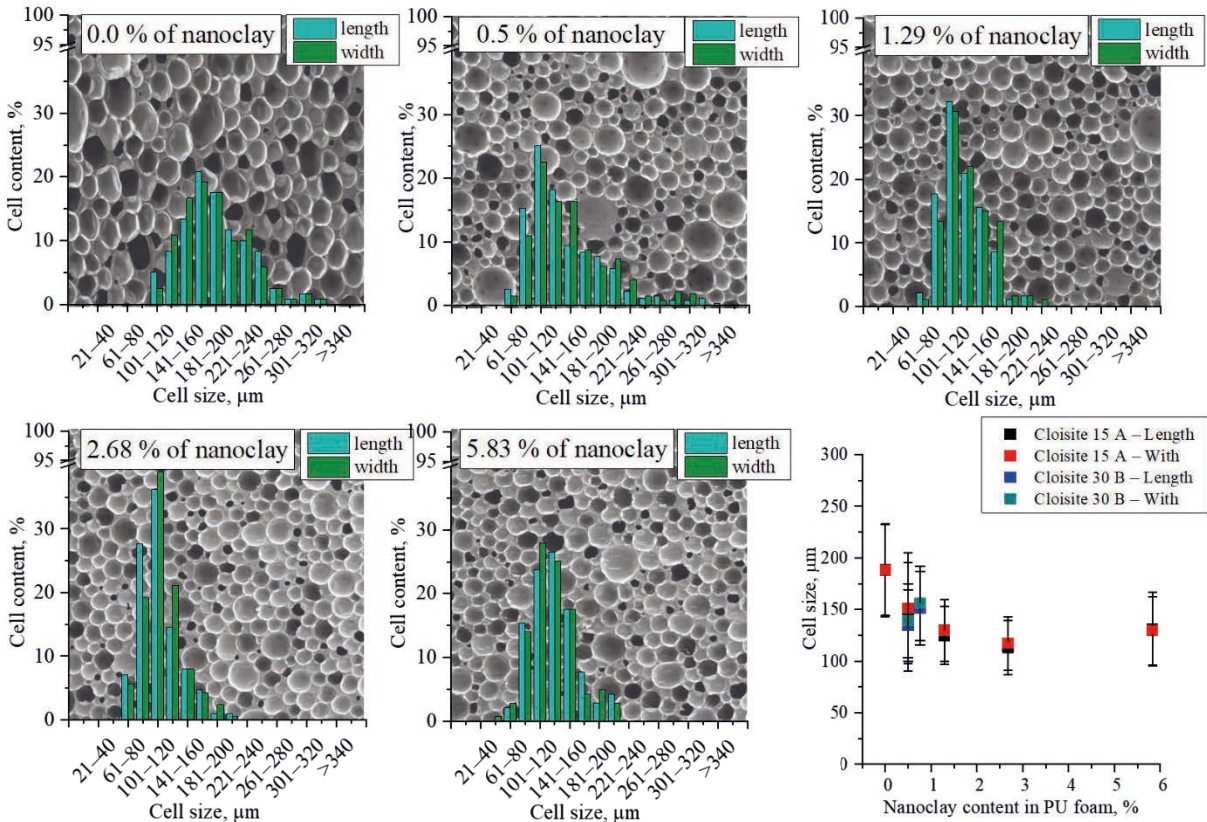 100
95
30
20
10
0
Cell content, %
0.0 % of nanoclay
length
width
21–40
61–80
101–120
141–160
181–200
221–240
261–280
301–320
>340
Cell size, µm
100
95
30
20
10
0
Cell content, %
0.5 % of nanoclay
length
width
21–40
61–80
101–120
141–160
181–200
221–240
261–280
301–320
>340
Cell size, µm
100
95
30
20
10
0
Cell content, %
1.29 % of nanoclay
length
width
21–40
61–80
101–120
141–160
181–200
221–240
261–280
301–320
>340
Cell size, µm
100
95
30
20
10
0
Cell content, %
2.68 % of nanoclay
length
width
21–40
61–80
101–120
141–160
181–200
221–240
261–280
301–320
>340
Cell size, µm
100
95
30
20
10
0
Cell content, %
5.83 % of nanoclay
length
width
21–40
61–80
101–120
141–160
181–200
221–240
261–280
301–320
>340
Cell size, µm
Cloisite 15 A – Length
Cloisite 15 A – With
Cloisite 30 B – Length
Cloisite 30 B – With
300
250
200
150
100
50
0
Cell size, µm
0 1 2 3 4 5 6
Nanoclay content in PU foam, %